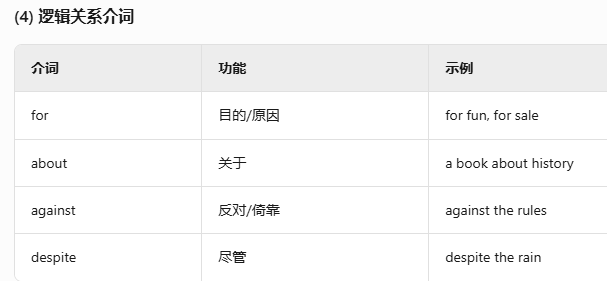 (4) 逻辑关系介词
介词 功能 示例
for 目的/原因 for fun, for sale
about 关于 a book about history
against 反对/倚靠 against the rules
despite 尽管 despite the rain